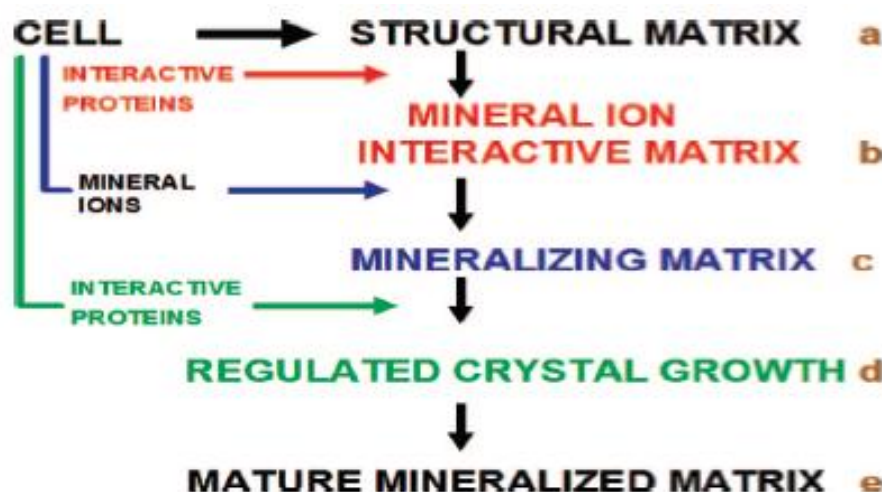 CELL STRUCTURAL MATRIX a
INTERACTIVE
PROTEINS
MINERAL ION
INTERACTIVE MATRIX b
MINERAL
IONS
MINERALIZING MATRIX c
INTERACTIVE
PROTEINS
REGULATED CRYSTAL GROWTH d
MATURE MINERALIZED MATRIX e